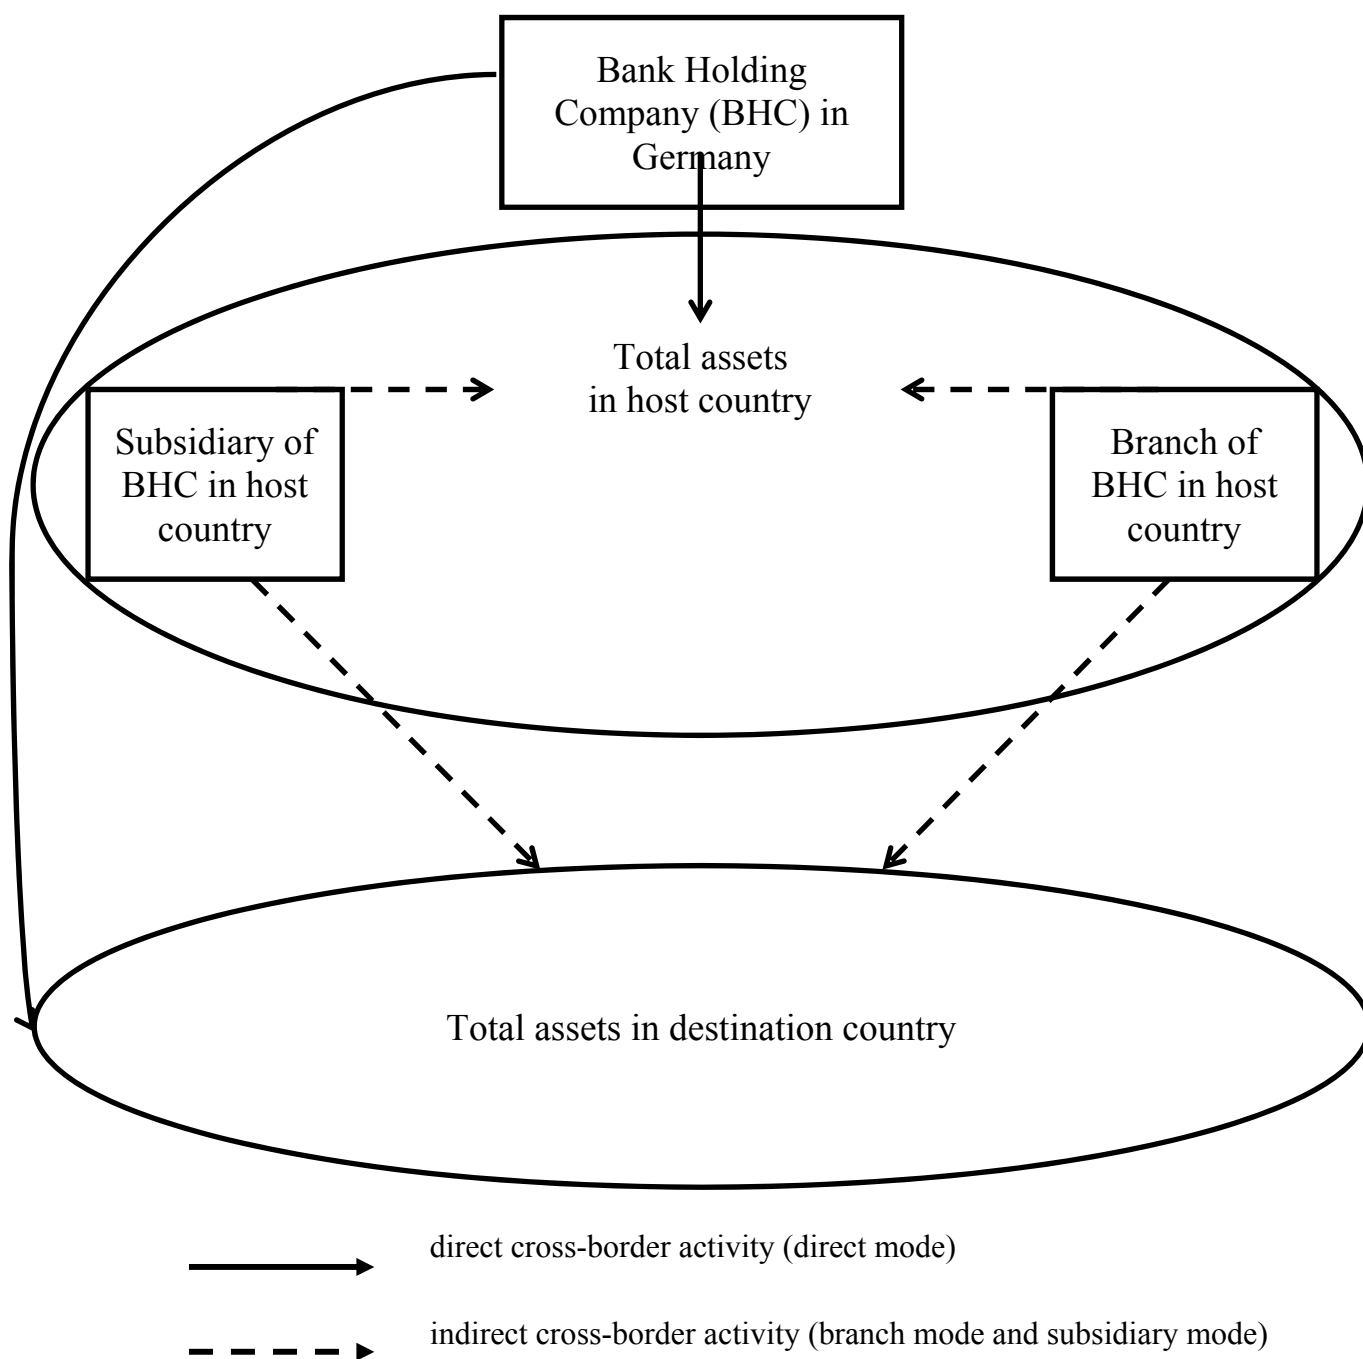 Bank Holding
Company (BHC) in
Germany
Total assets
in host country
Subsidiary of
BHC in host
country
Branch of
BHC in host
country
Total assets in destination country
direct cross-border activity (direct mode)
indirect cross-border activity (branch mode and subsidiary mode)